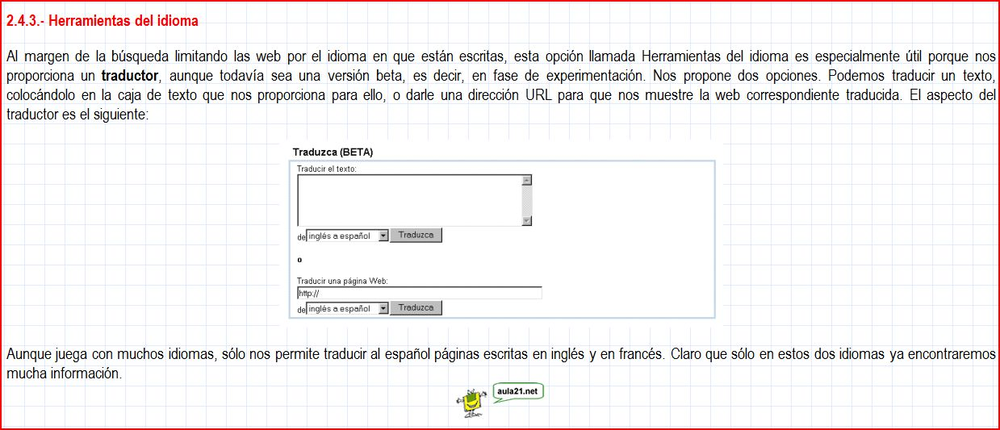 2.4.3.- Herramientas del idioma
Al margen de la búsqueda limitando las web por el idioma en que están escritas, esta opción llamada Herramientas del idioma es especialmente útil porque nos
proporciona un traductor, aunque todavía sea una versión beta, es decir, en fase de experimentación. Nos propone dos opciones. Podemos traducir un texto,
colocándolo en la caja de texto que nos proporciona para ello, o darle una dirección URL para que nos muestre la web correspondiente traducida. El aspecto del
traductor es el siguiente:
Traduzca (BETA)
Traducir el texto:
de inglés a español Traduzca
o
Traducir una página Web:
http://
de inglés a español Traduzca
Aunque juega con muchos idiomas, sólo nos permite traducir al español páginas escritas en inglés y en francés. Claro que sólo en estos dos idiomas ya encontraremos
mucha información.
aula21.net